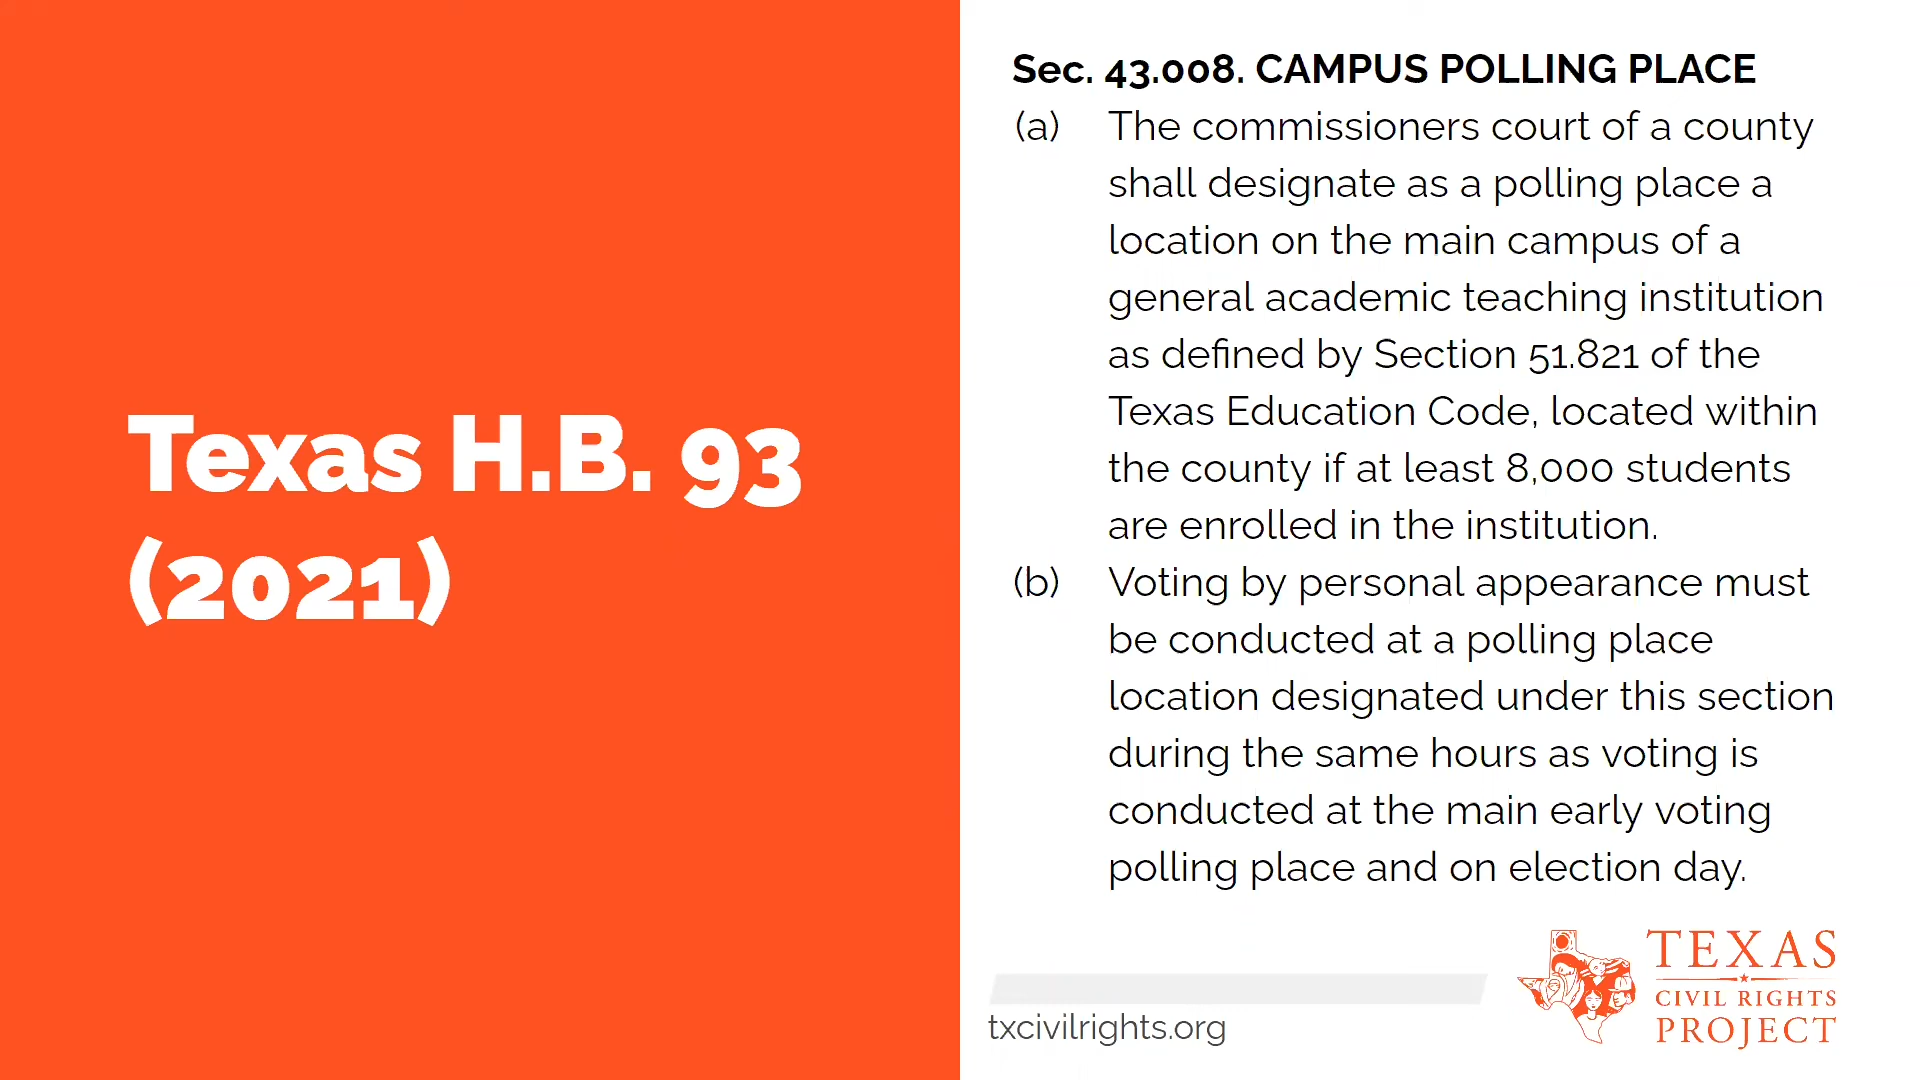 Texas H.B. 93
(2021)
Sec. 43.008. CAMPUS POLLING PLACE
(a) The commissioners court of a county
shall designate as a polling place a
location on the main campus of a
general academic teaching institution
as defined by Section 51.821 of the
Texas Education Code, located within
the county if at least 8,000 students
are enrolled in the institution.
(b) Voting by personal appearance must
be conducted at a polling place
location designated under this section
during the same hours as voting is
conducted at the main early voting
polling place and on election day.
txcivilrights.org
TEXAS
CIVIL RIGHTS
PROJECT